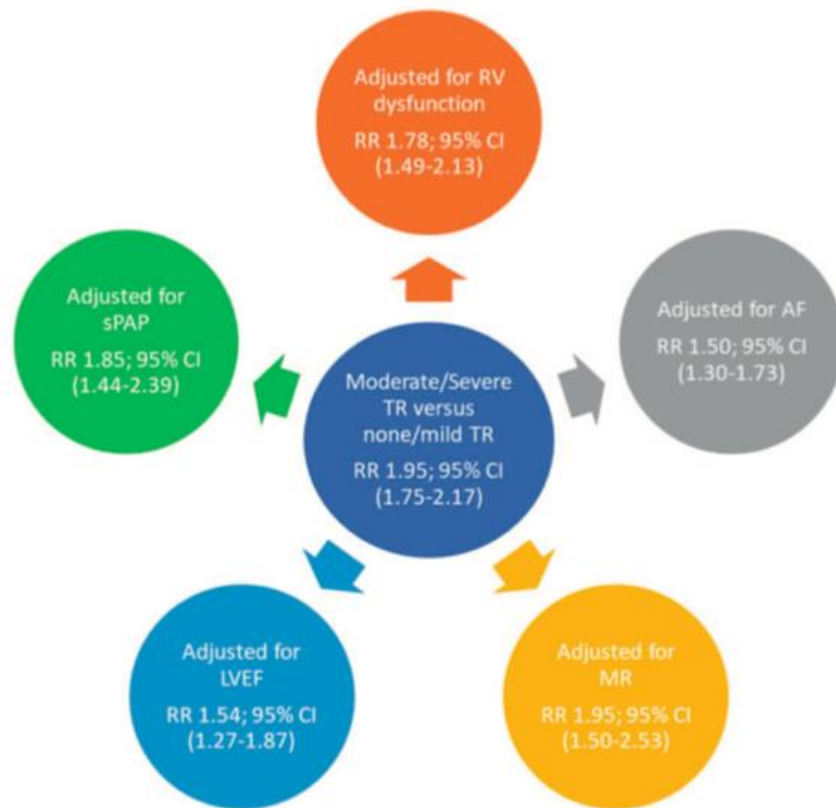 Adjusted for RV
dysfunction
RR 1.78; 95% CI
(1.49-2.13)
Adjusted for
sPAP
RR 1.85; 95% CI
(1.44-2.39)
Adjusted for AF
RR 1.50; 95% CI
(1.30-1.73)
Moderate/Severe
TR versus
none/mild TR
RR 1.95; 95% CI
(1.75-2.17)
Adjusted for
LVEF
RR 1.54; 95% CI
(1.27-1.87)
Adjusted for
MR
RR 1.95; 95% CI
(1.50-2.53)